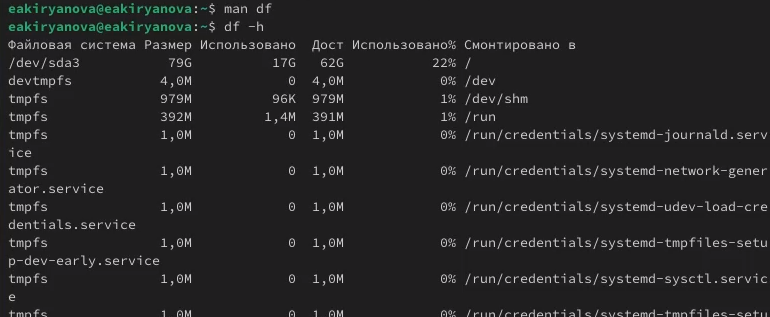 eakiryanova@eakiryanova:~$ man df
eakiryanova@eakiryanova:~$ df -h
Файловая система Размер Использовано  Дост Использовано% Смонтировано в
/dev/sda3           79G          17G   62G           22% /
devtmpfs           4,0M            0  4,0M            0% /dev
tmpfs              979M          96K  979M            1% /dev/shm
tmpfs              392M         1,4M  391M            1% /run
tmpfs              1,0M            0  1,0M            0% /run/credentials/systemd-journald.serv
ice
tmpfs              1,0M            0  1,0M            0% /run/credentials/systemd-network-gener
ator.service
tmpfs              1,0M            0  1,0M            0% /run/credentials/systemd-udev-load-cre
dentials.service
tmpfs              1,0M            0  1,0M            0% /run/credentials/systemd-tmpfiles-setu
p-dev-early.service
tmpfs              1,0M            0  1,0M            0% /run/credentials/systemd-sysctl.servic
e
tmpfs              1,0M            0  1,0M            0% /run/credentials/systemd-tmpfiles-setu